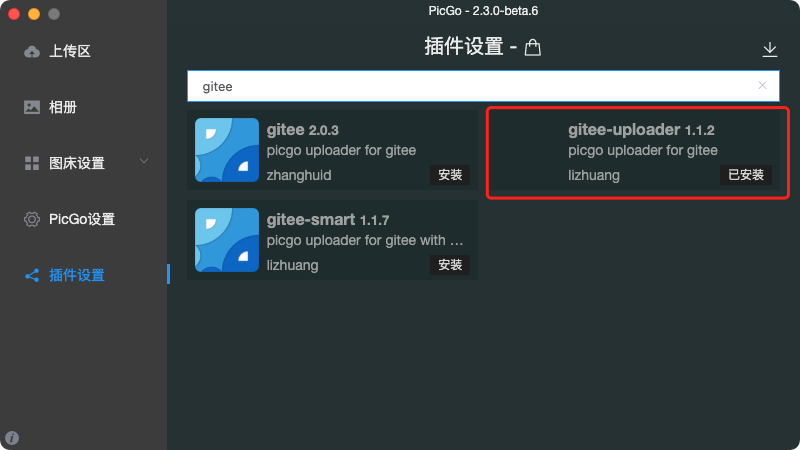 PicGo - 2.3.0-beta.6
上传区
相册
图床设置
PicGo设置
插件设置
插件设置 -
gitee
gitee 2.0.3
picgo uploader for gitee
zhanghuid
安装
gitee-uploader 1.1.2
picgo uploader for gitee
lizhuang
已安装
gitee-smart 1.1.7
picgo uploader for gitee with …
lizhuang
安装